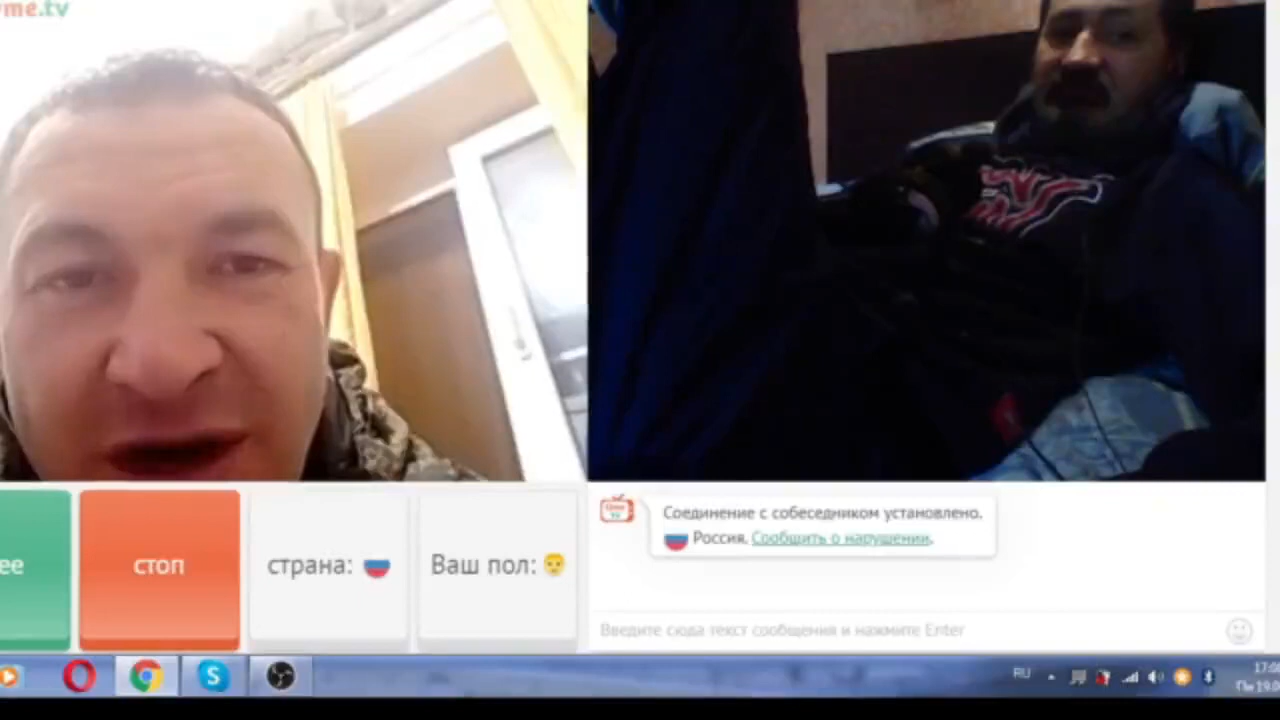 me.tv
ее
стоп
страна:
Ваш пол:
Соединение с собеседником установлено.
Россия. Сообщить о нарушении.
Введите сюда текст сообщения и нажмите Enter
RU